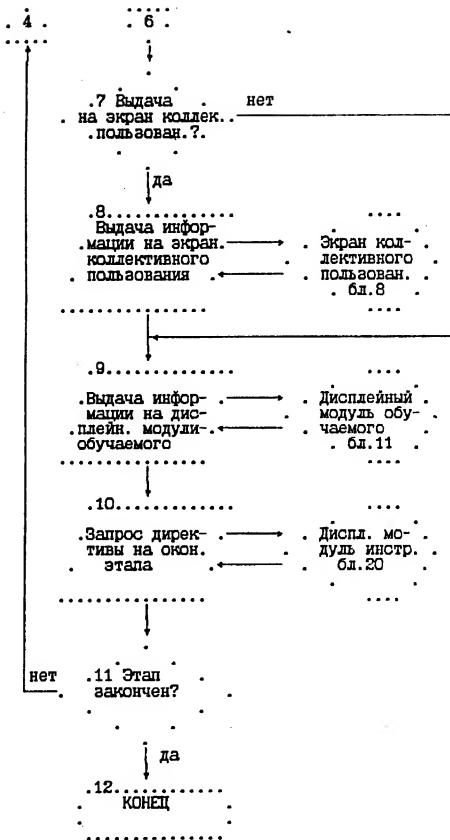 4
6
7 Выдача
на экран коллек.
пользован.?
нет
да
8
Выдача инфор-
мации на экран
коллективного
пользования
Экран кол-
лективного
пользован.
бл.8
9
Выдача инфор-
мации на дис-
плейн. модули
обучаемого
Дисплейный
модуль обу-
чаемого
бл.11
10
Запрос дирек-
тивы на окон.
этапа
Диспл. мо-
дуль инстр.
бл.20
нет
11 Этап
закончен?
да
12
КОНЕЦ